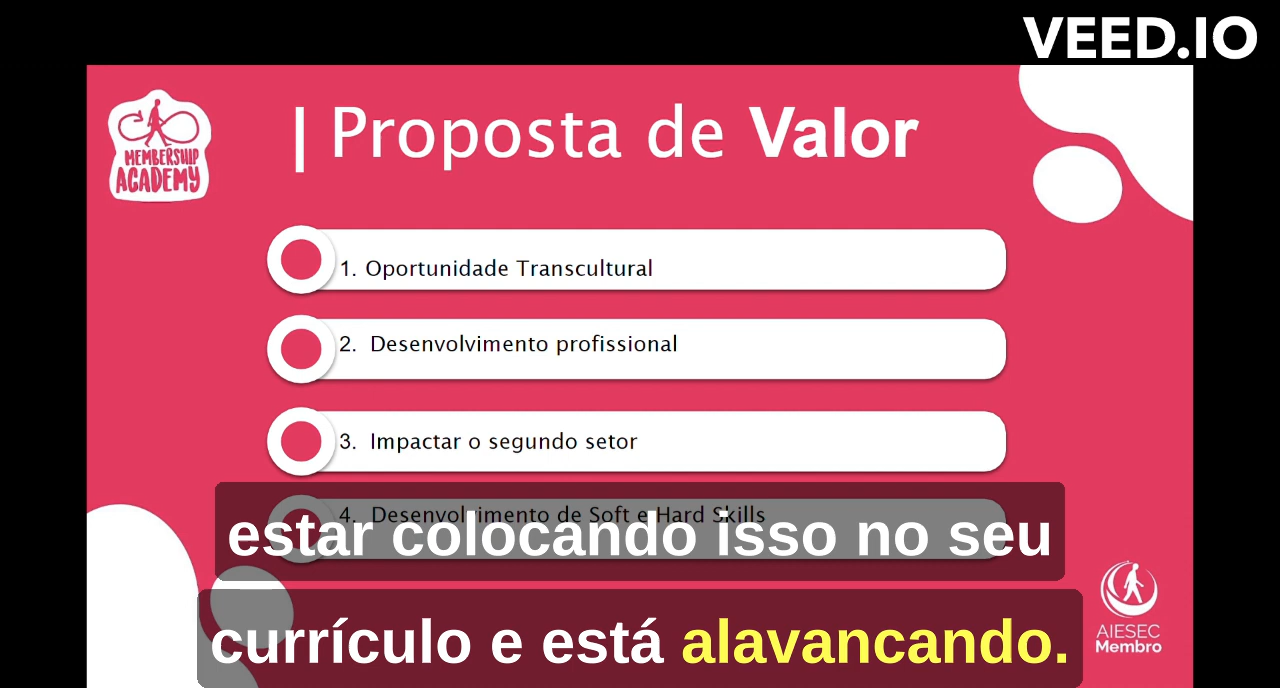 VEED.IO
MEMBERSHIP
ACADEMY
| Proposta de Valor
1. Oportunidade Transcultural
2. Desenvolvimento profissional
3. Impactar o segundo setor
4. Desenvolvimento de Soft e Hard Skills
estar colocando isso no seu
currículo e está alavancando.
AIESEC
Membro